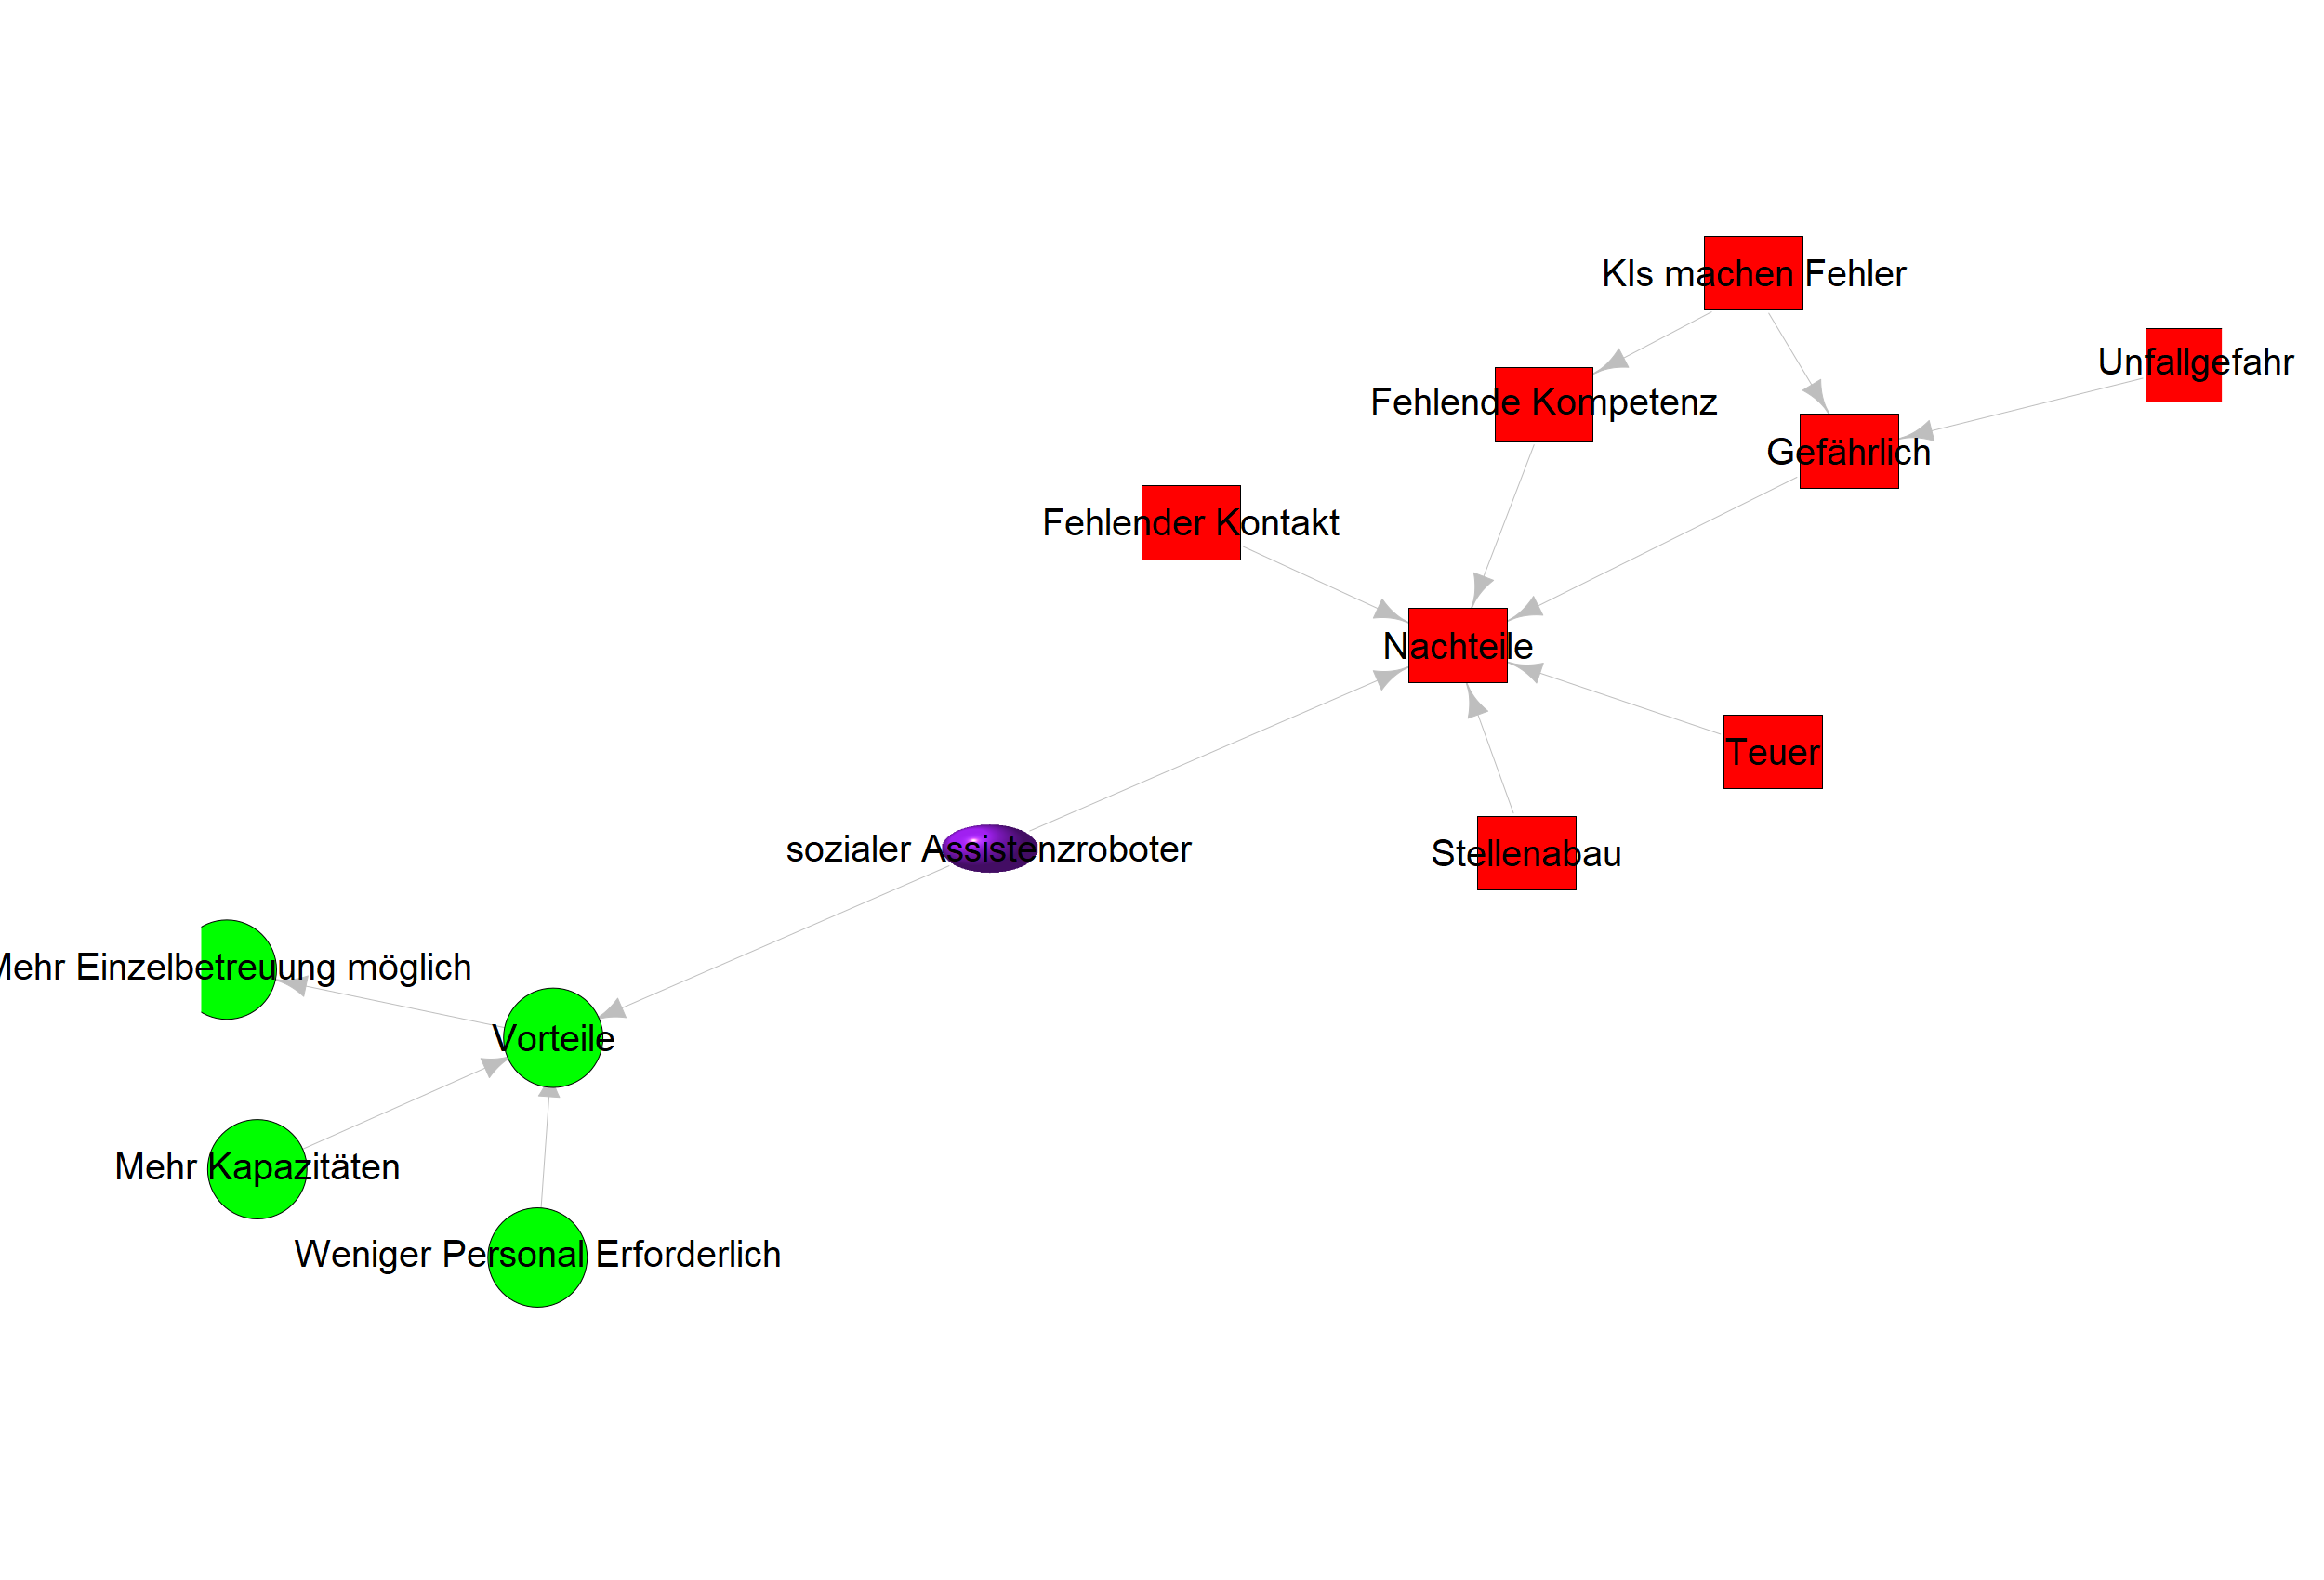 KIs machen Fehler
Unfallgefahr
Fehlende Kompetenz
Gefährlich
Fehlender Kontakt
Nachteile
Teuer
sozialer Assistenzroboter
Stellenabau
Mehr Einzelbetreuung möglich
Vorteile
Mehr Kapazitäten
Weniger Personal Erforderlich